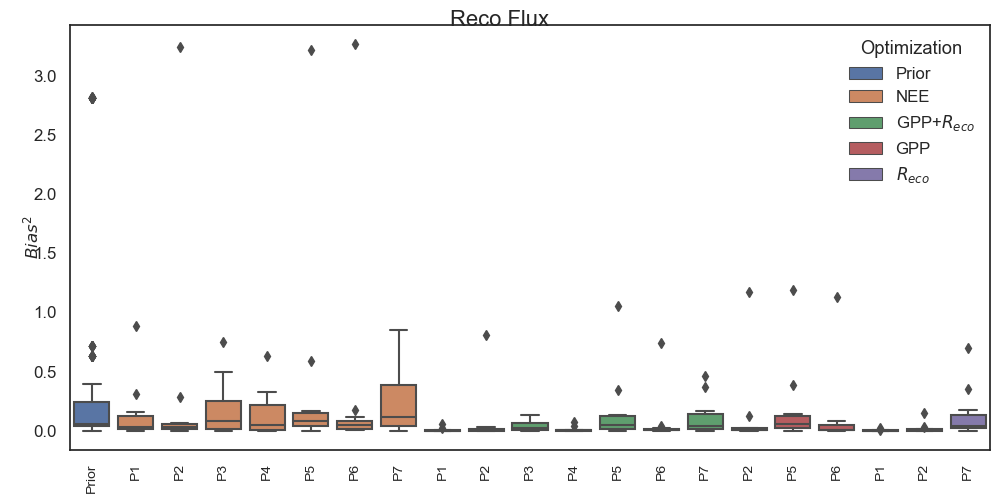 Reco Flux
Optimization
Prior
NEE
GPP+R_eco
GPP
R_eco
Bias²
3.0
2.5
2.0
1.5
1.0
0.5
0.0
Prior P1 P2 P3 P4 P5 P6 P7 P1 P2 P3 P4 P5 P6 P7 P2 P5 P6 P1 P2 P7